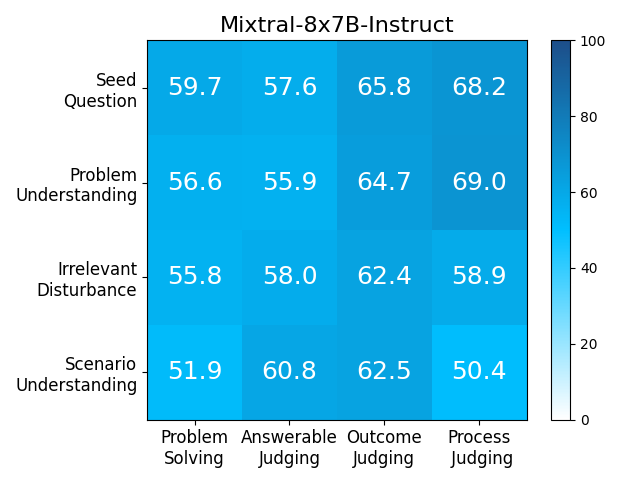 Mixtral-8x7B-Instruct
Seed
Question
59.7 57.6 65.8 68.2
Problem
Understanding
56.6 55.9 64.7 69.0
Irrelevant
Disturbance
55.8 58.0 62.4 58.9
Scenario
Understanding
51.9 60.8 62.5 50.4
Problem
Solving
Answerable
Judging
Outcome
Judging
Process
Judging
100
80
60
40
20
0